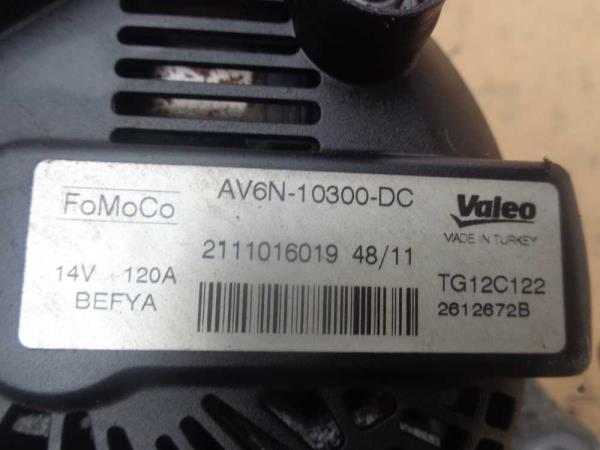 FoMoCo
AV6N-10300-DC
Valeo
MADE IN TURKEY
2111016019 48/11
14V 120A
TG12C122
BEFYA
2612672B